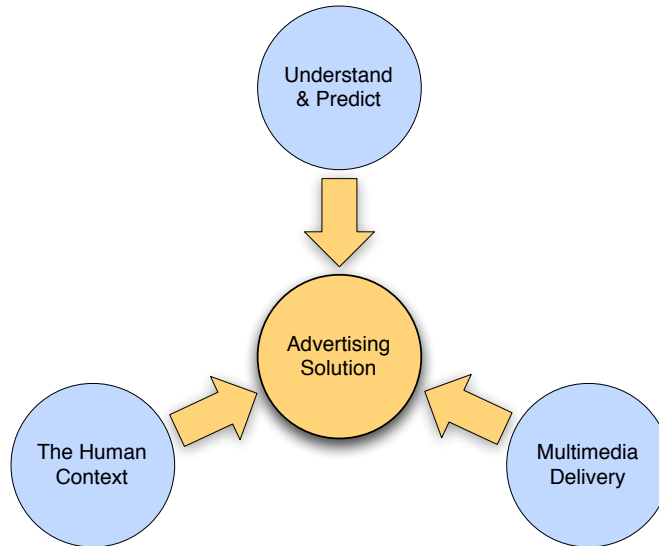 Understand
& Predict
Advertising
Solution
The Human
Context
Multimedia
Delivery